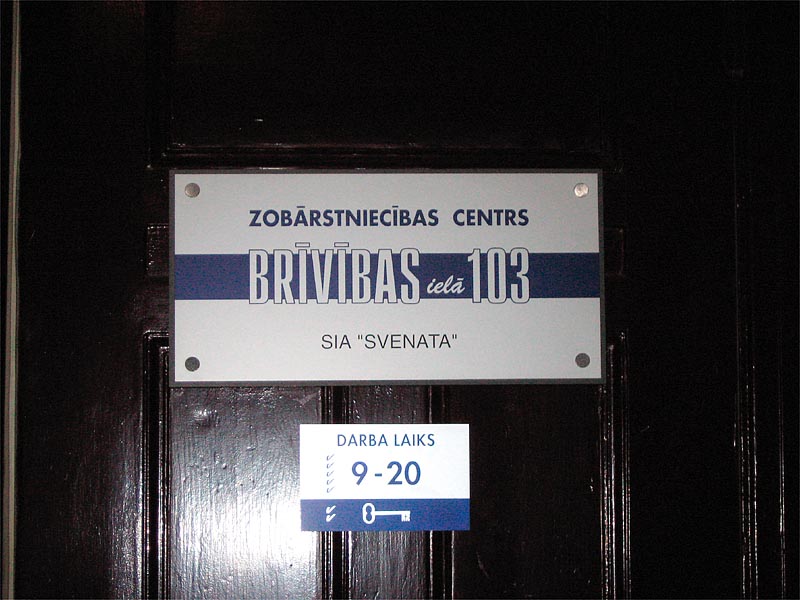 ZOBĀRSTNIECĪBAS CENTRS
BRĪVĪBAS ielā 103
SIA "SVENATA"
DARBA LAIKS
9-20